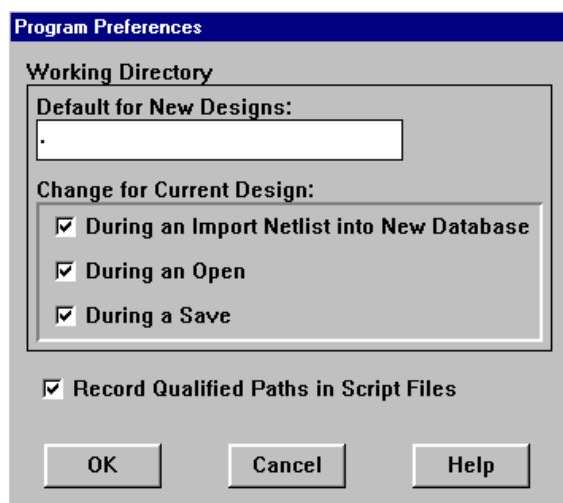 Program Preferences
Working Directory
Default for New Designs:
.
Change for Current Design:
During an Import Netlist into New Database
During an Open
During a Save
Record Qualified Paths in Script Files
OK Cancel Help